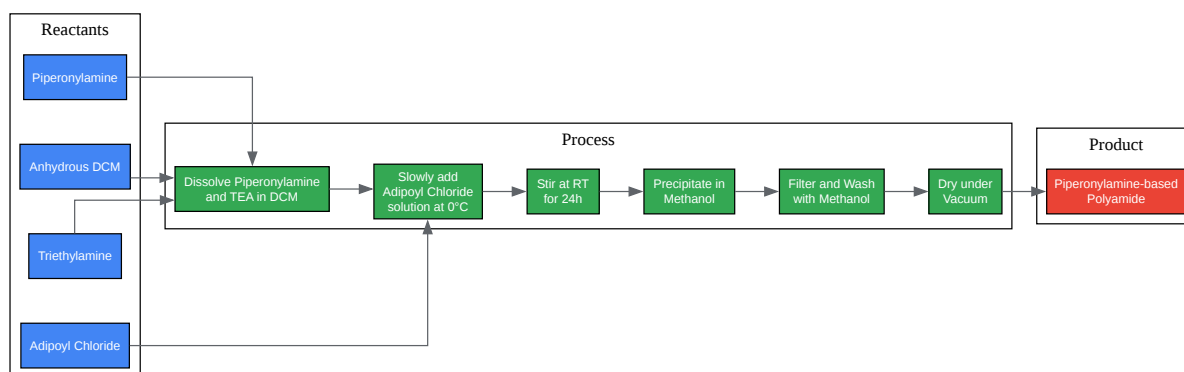 Reactants
Piperonylamine
Anhydrous DCM
Triethylamine
Adipoyl Chloride
Process
Dissolve Piperonylamine
and TEA in DCM
Slowly add
Adipoyl Chloride
solution at 0°C
Stir at RT
for 24h
Precipitate in
Methanol
Filter and Wash
with Methanol
Dry under
Vacuum
Product
Piperonylamine-based
Polyamide